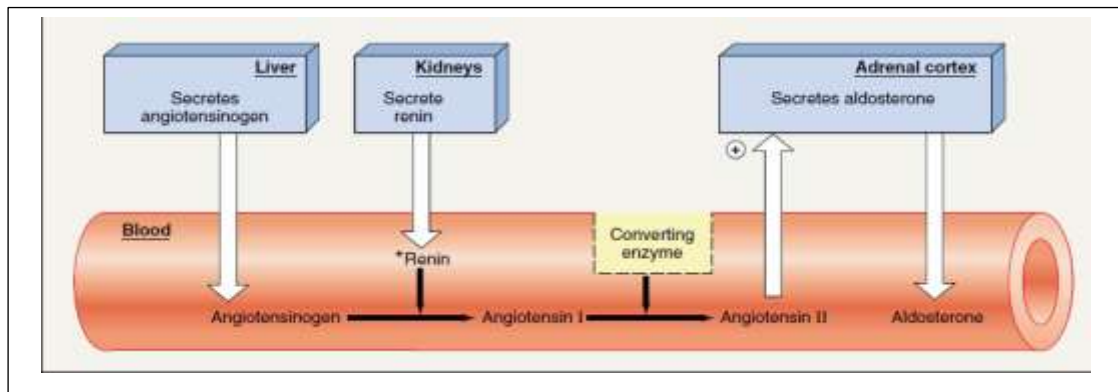 Liver
Secretes
angiotensinogen
Kidneys
Secrete
renin
Adrenal cortex
Secretes aldosterone
+
Blood
*Renin
Converting
enzyme
Angiotensinogen
Angiotensin I
Angiotensin II
Aldosterone